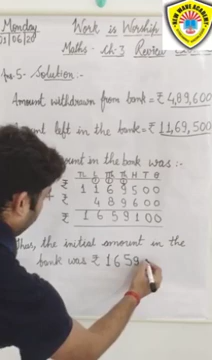 Monday Work is Worship
01/06/20 Maths- Ch-3 Review
Ans-5- Solution:-
Amount withdrawn from bank = ₹ 4,89,600
left in the bank = ₹ 11,69,500
in the bank was :-
TL L TTh Th H T O
₹ 1 1 6 9 5 0 0
+ ₹ 4 8 9 6 0 0
₹ 1 6 5 9 1 0 0
Thus, the initial amount in the
bank was ₹ 1659
NEW WAVE ACADEMY